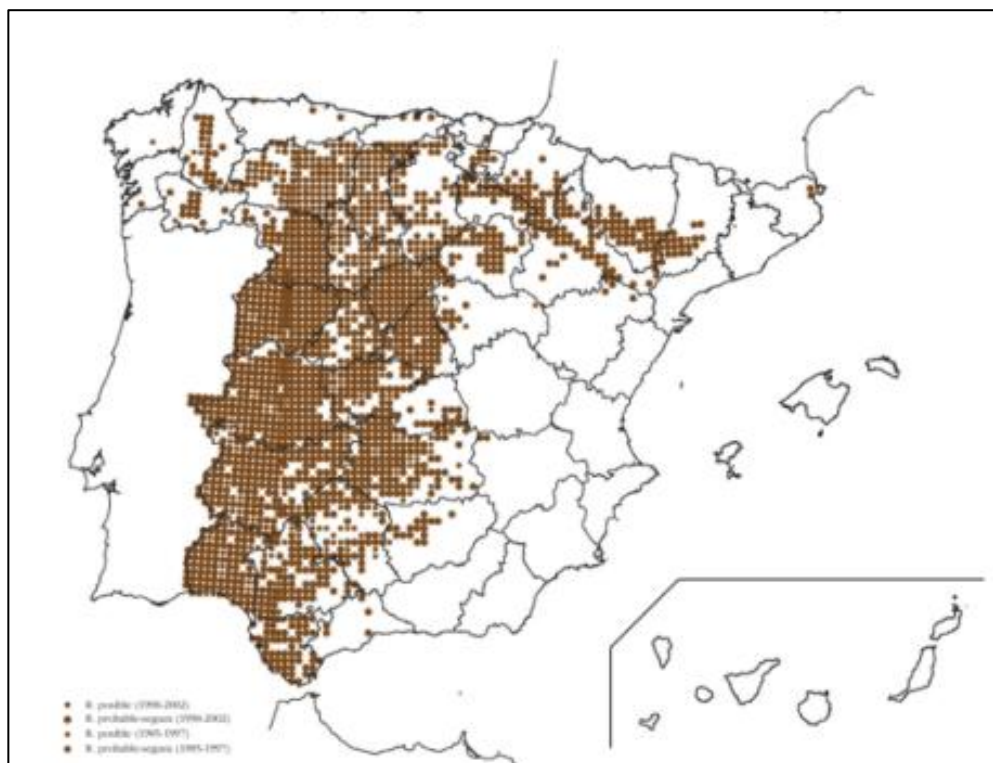 R. posible (1998-2002)
R. probable-segura (1998-2002)
R. posible (1985-1997)
R. probable-segura (1985-1997)